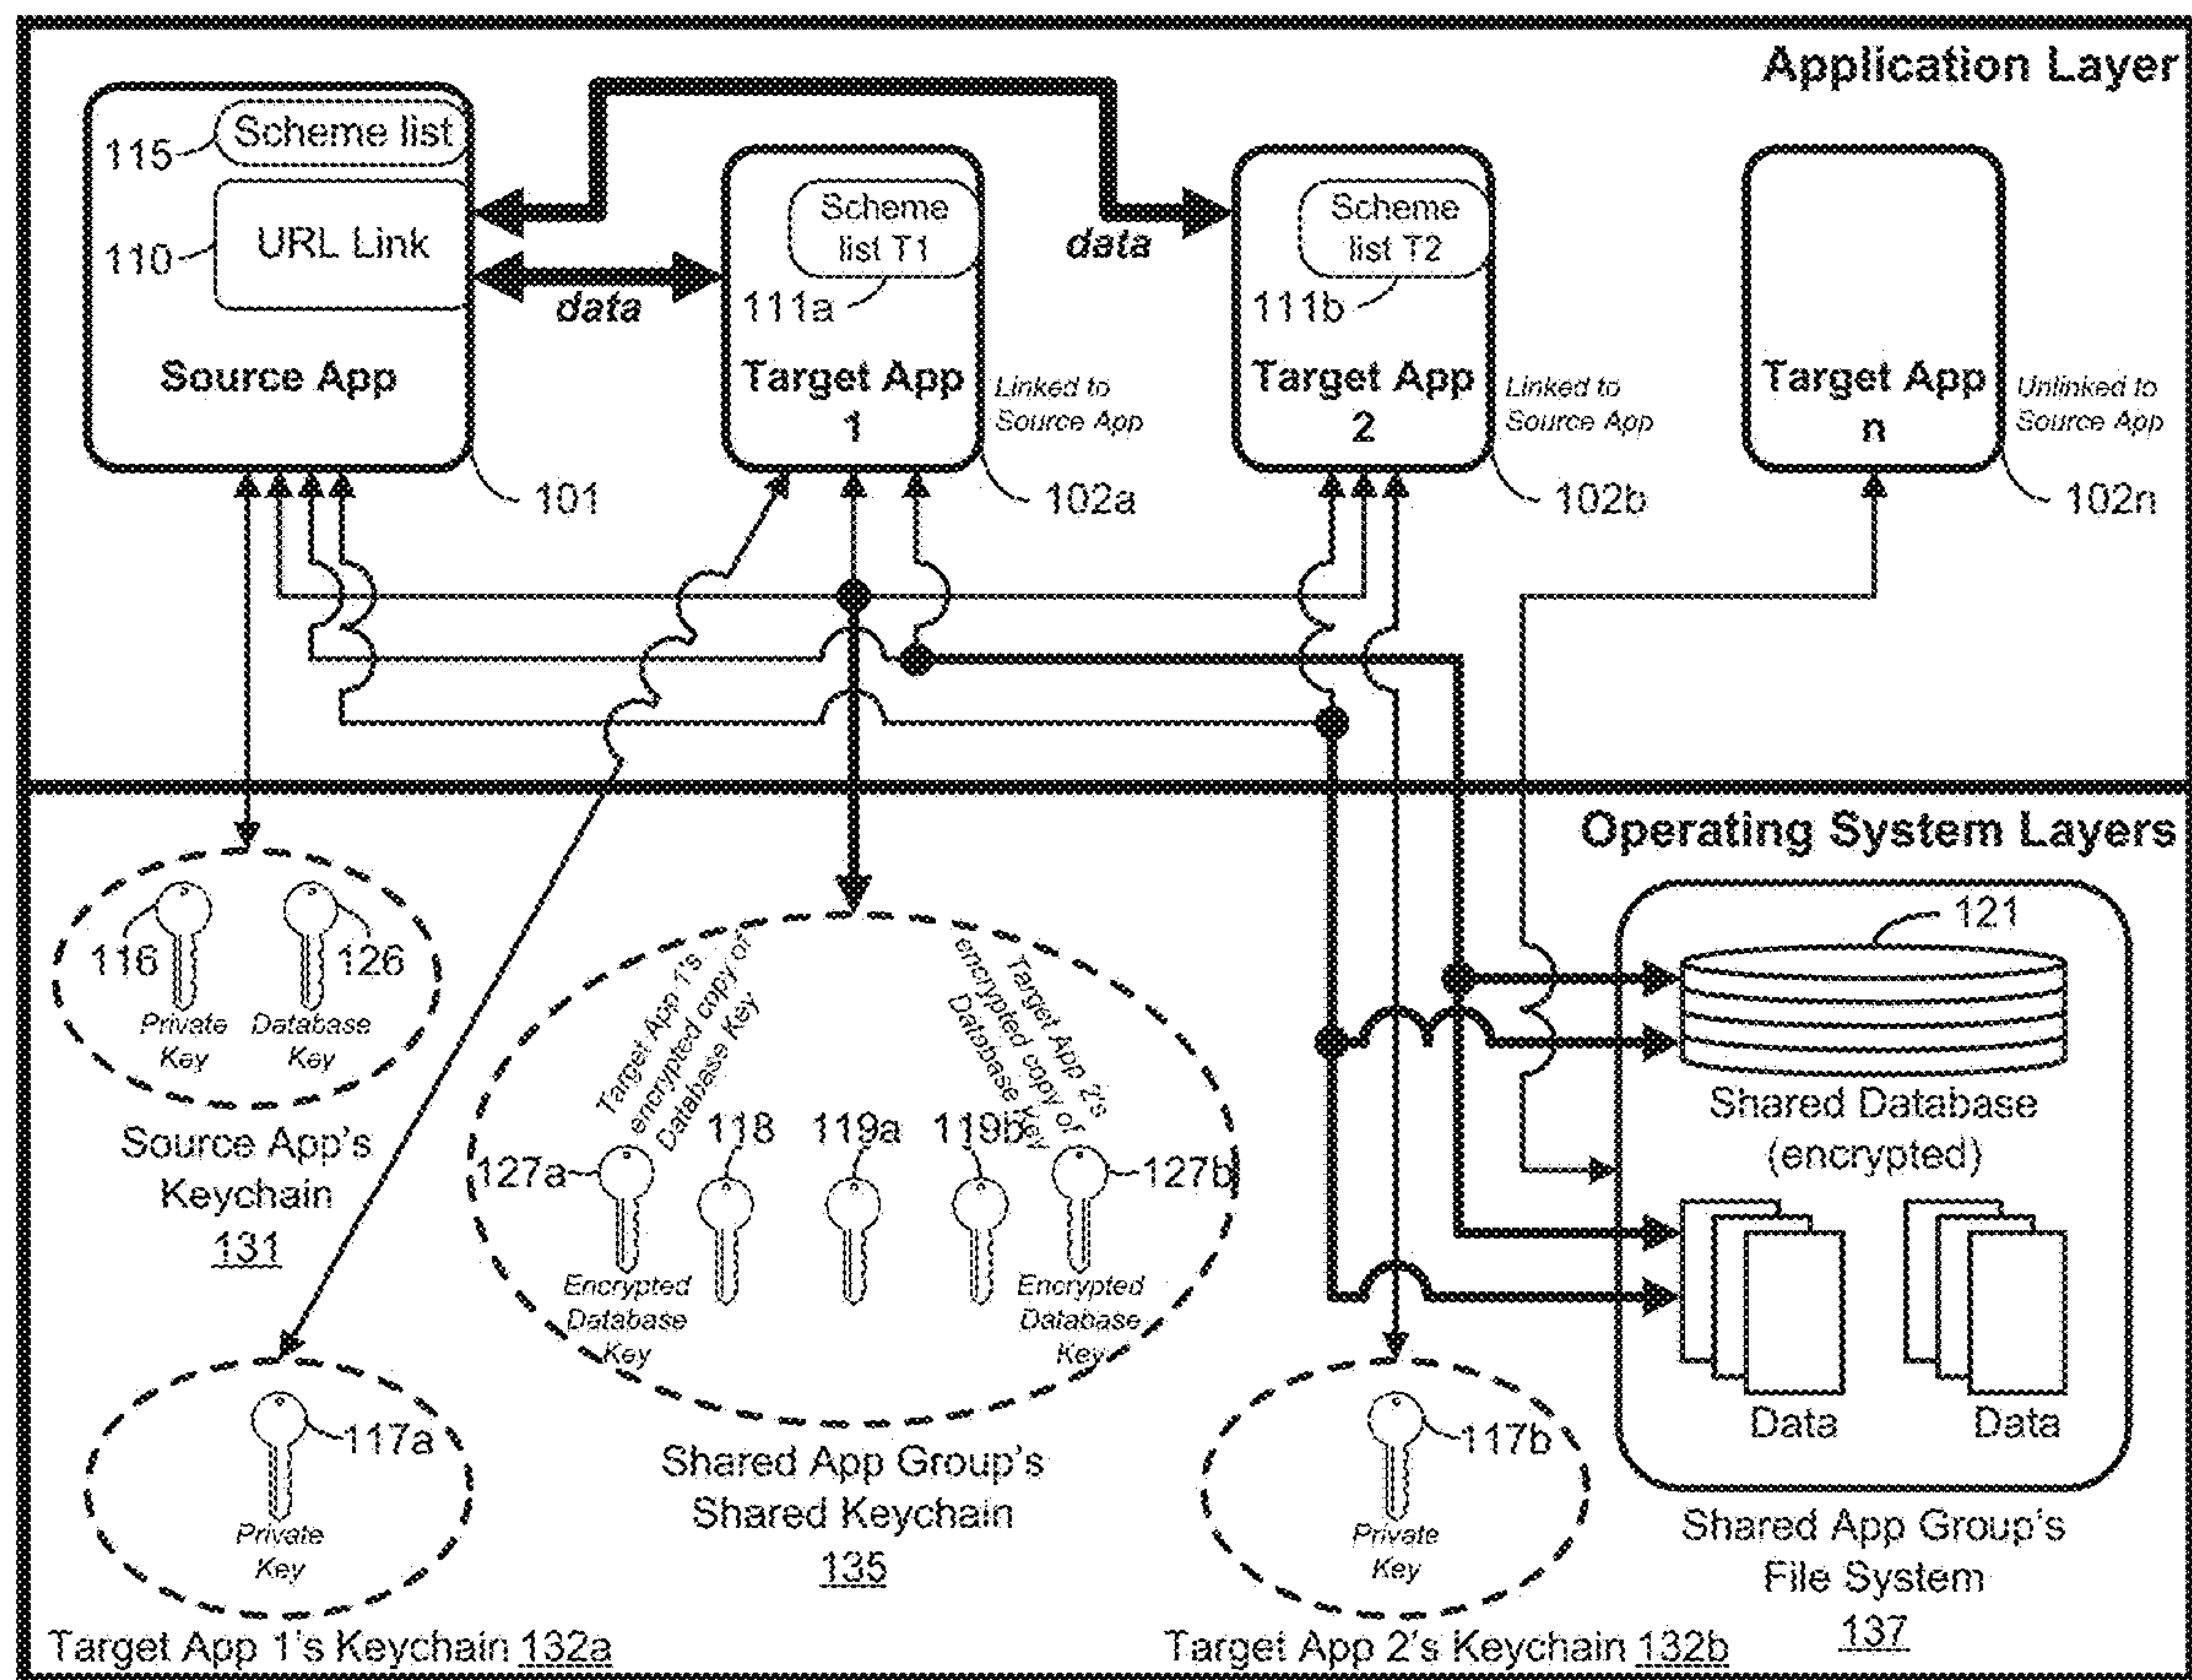 Application Layer
115
Scheme list
110
URL Link
Source App
101
data
Scheme
list T1
111a
Target App
1
Linked to
Source App
102a
data
Scheme
list T2
111b
Target App
2
Linked to
Source App
102b
Target App
n
Unlinked to
Source App
102n
Operating System Layers
116
126
Private
Key
Database
Key
Source App's
Keychain
131
Target App 1's
encrypted copy of
Database Key
Target App 2's
encrypted copy of
Database Key
127a
118
119a
119b
127b
Encrypted
Database
Key
Encrypted
Database
Key
Shared App Group's
Shared Keychain
135
117a
Private
Key
Target App 1's Keychain 132a
117b
Private
Key
Target App 2's Keychain 132b
121
Shared Database
(encrypted)
Data
Data
Shared App Group's
File System
137